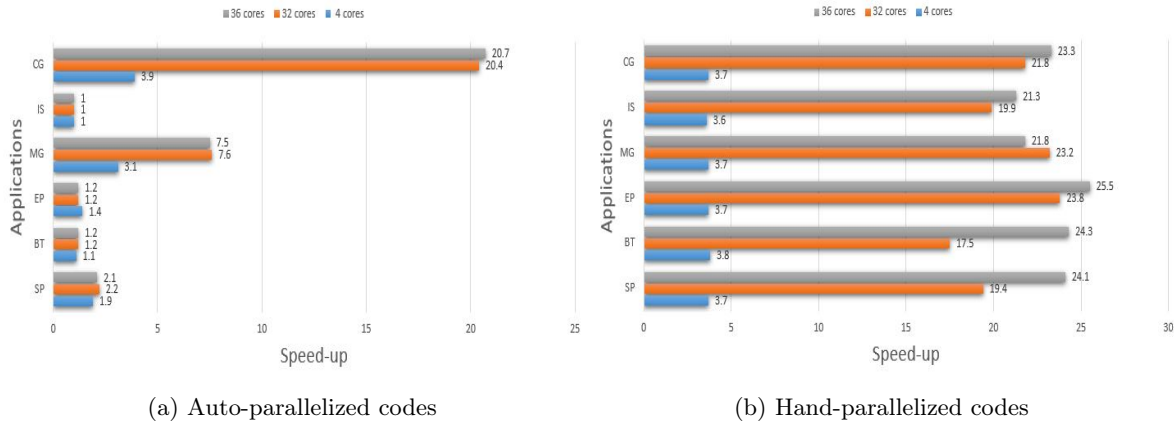 36 cores 32 cores 4 cores
Applications
CG
20.7
20.4
3.9
IS
1
1
1
MG
7.5
7.6
3.1
EP
1.2
1.2
1.4
BT
1.2
1.2
1.1
SP
2.1
2.2
1.9
0 5 10 15 20 25
Speed-up
(a) Auto-parallelized codes
36 cores 32 cores 4 cores
Applications
CG
23.3
21.8
3.7
IS
21.3
19.9
3.6
MG
21.8
23.2
3.7
EP
25.5
23.8
3.7
BT
24.3
17.5
3.8
SP
24.1
19.4
3.7
0 5 10 15 20 25 30
Speed-up
(b) Hand-parallelized codes